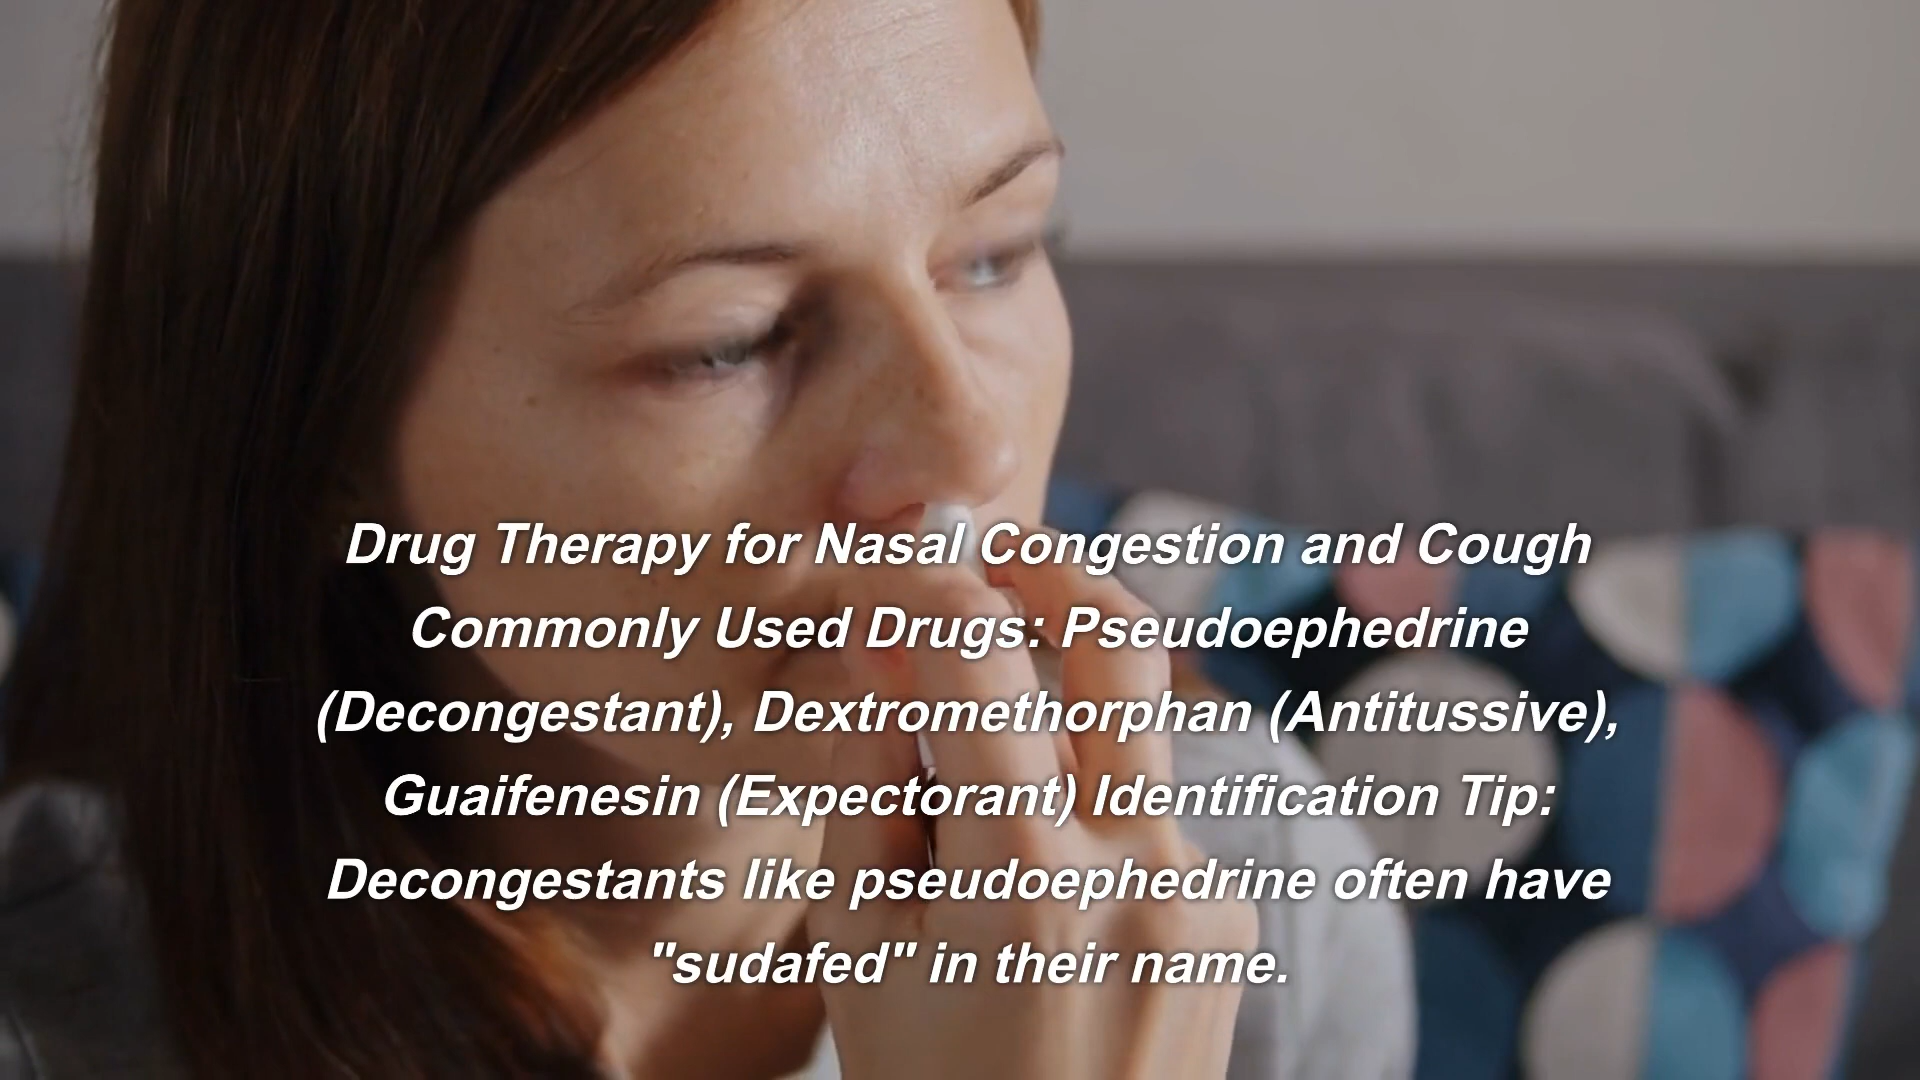 Drug Therapy for Nasal Congestion and Cough
Commonly Used Drugs: Pseudoephedrine
(Decongestant), Dextromethorphan (Antitussive),
Guaifenesin (Expectorant) Identification Tip:
Decongestants like pseudoephedrine often have
"sudafed" in their name.